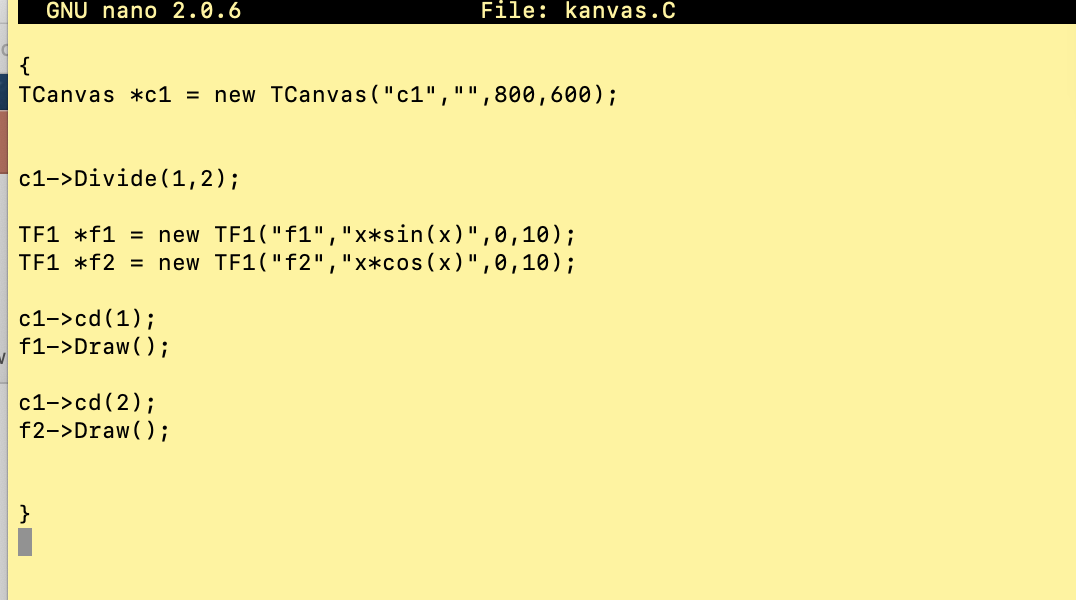 GNU nano 2.0.6 File: kanvas.C
{
TCanvas *c1 = new TCanvas("c1","",800,600);
c1->Divide(1,2);
TF1 *f1 = new TF1("f1","x*sin(x)",0,10);
TF1 *f2 = new TF1("f2","x*cos(x)",0,10);
c1->cd(1);
f1->Draw();
c1->cd(2);
f2->Draw();
}